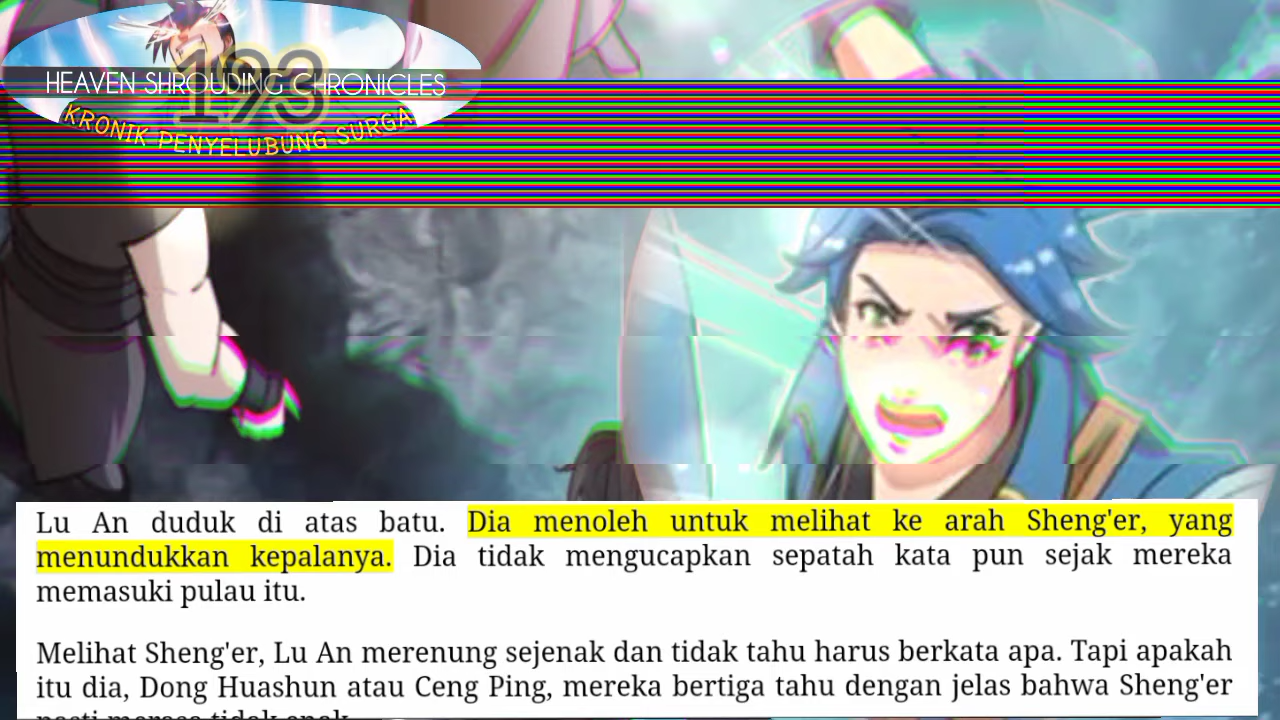 193
HEAVEN SHROUDING CHRONICLES
KRONIK PENYELUBUNG SURGA
Lu An duduk di atas batu. Dia menoleh untuk melihat ke arah Sheng'er, yang
menundukkan kepalanya. Dia tidak mengucapkan sepatah kata pun sejak mereka
memasuki pulau itu.
Melihat Sheng'er, Lu An merenung sejenak dan tidak tahu harus berkata apa. Tapi apakah
itu dia, Dong Huashun atau Ceng Ping, mereka bertiga tahu dengan jelas bahwa Sheng'er